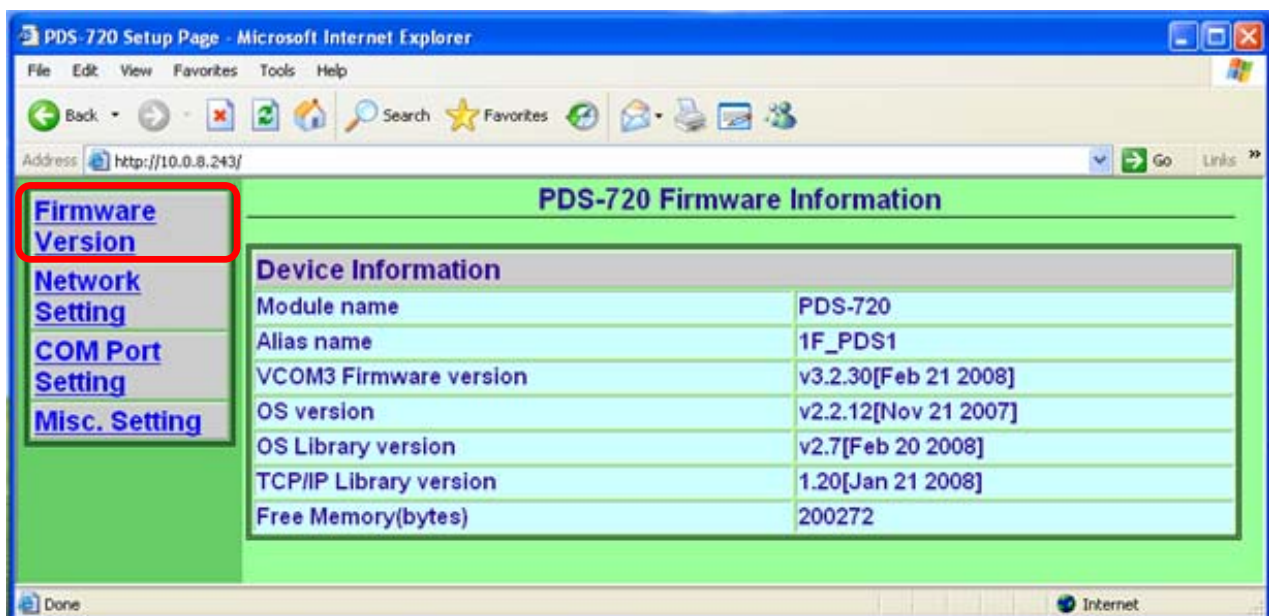 PDS-720 Setup Page - Microsoft Internet Explorer
File Edit View Favorites Tools Help
Back Search Favorites
Address http://10.0.8.243/ Go Links »
Firmware
Version
Network
Setting
COM Port
Setting
Misc. Setting
PDS-720 Firmware Information
Device Information
Module name PDS-720
Alias name 1F_PDS1
VCOM3 Firmware version v3.2.30[Feb 21 2008]
OS version v2.2.12[Nov 21 2007]
OS Library version v2.7[Feb 20 2008]
TCP/IP Library version 1.20[Jan 21 2008]
Free Memory(bytes) 200272
Done Internet